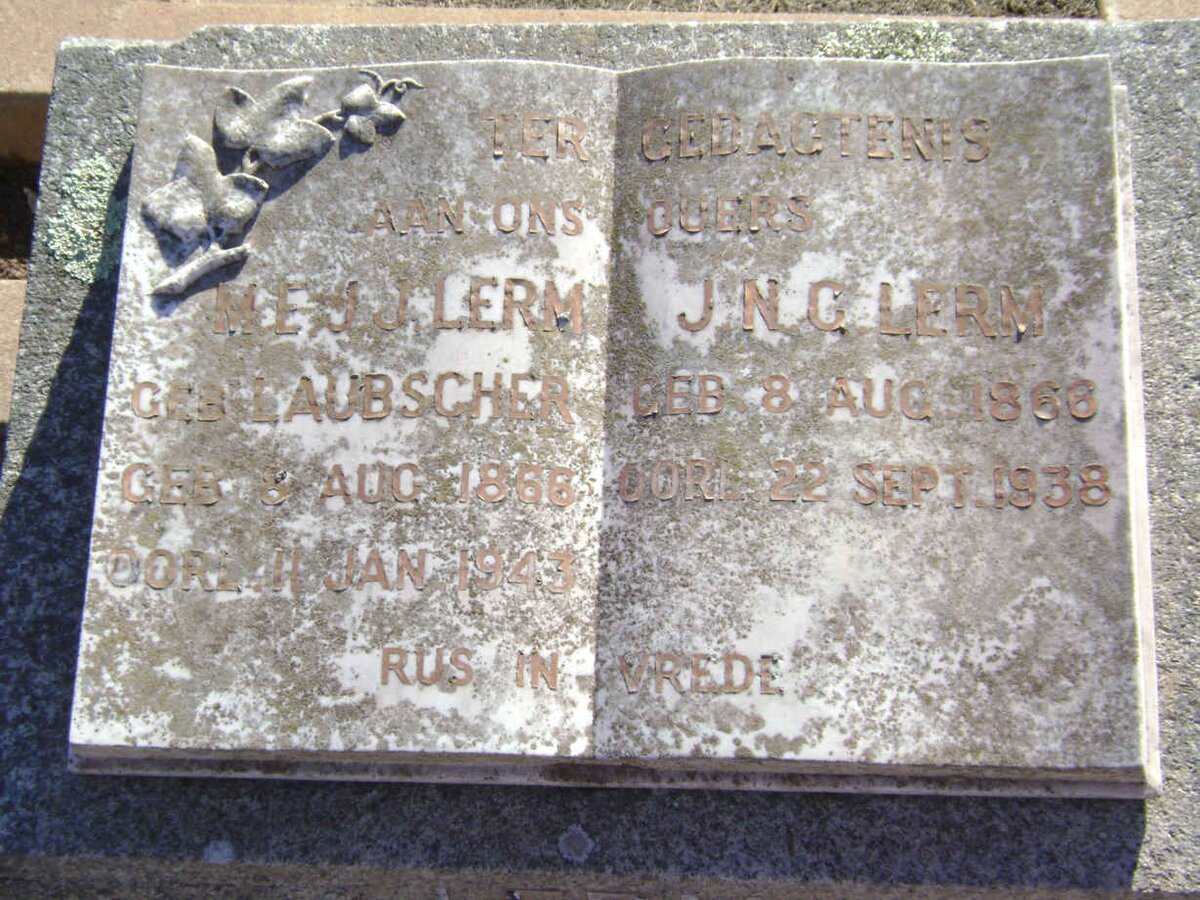 TER GEDAGTENIS
AAN ONS OUERS
M E J J LERM
GEB LAUBSCHER
GEB 8 AUG 1866
OORL. 11 JAN 1943
J N G LERM
GEB 8 AUG 1866
OORL. 22 SEPT. 1938
RUS IN VREDE